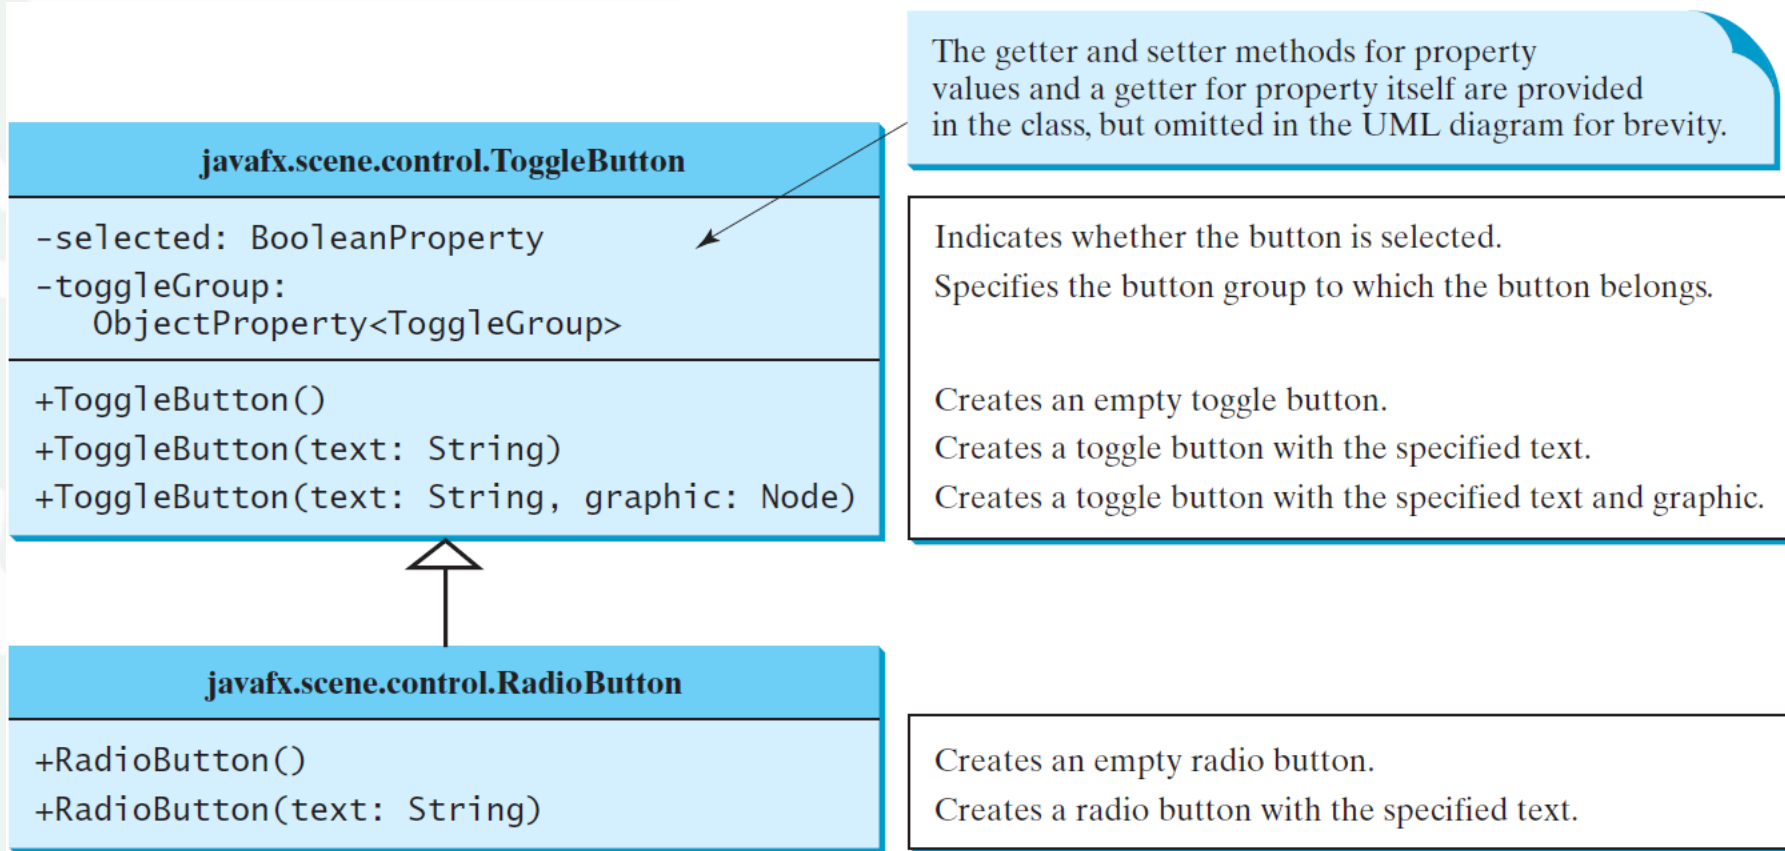 The getter and setter methods for property
values and a getter for property itself are provided
in the class, but omitted in the UML diagram for brevity.
javafx.scene.control.ToggleButton
-selected: BooleanProperty
Indicates whether the button is selected.
-toggleGroup:
Specifies the button group to which the button belongs.
ObjectProperty<ToggleGroup>
+ToggleButton()
Creates an empty toggle button.
+ToggleButton(text: String)
Creates a toggle button with the specified text.
+ToggleButton(text: String, graphic: Node)
Creates a toggle button with the specified text and graphic.
javafx.scene.control.RadioButton
+RadioButton()
Creates an empty radio button.
+RadioButton(text: String)
Creates a radio button with the specified text.